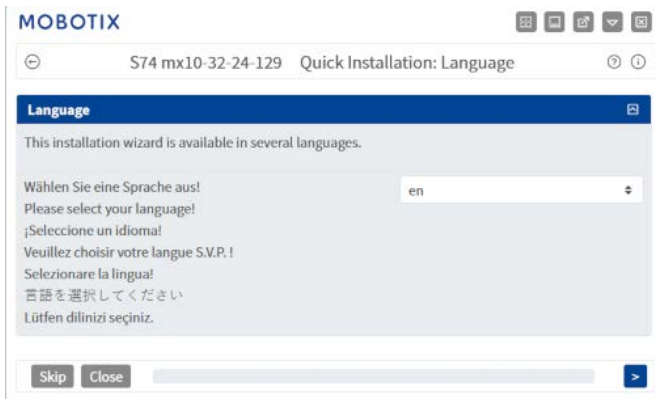 MOBOTIX
S74 mx10-32-24-129 Quick Installation: Language
Language
This installation wizard is available in several languages.
Wählen Sie eine Sprache aus!
en
Please select your language!
¡Seleccione un idioma!
Veuillez choisir votre langue S.V.P. !
Selezionare la lingua!
言語を選択してください
Lütfen dilinizi seçiniz.
Skip Close >